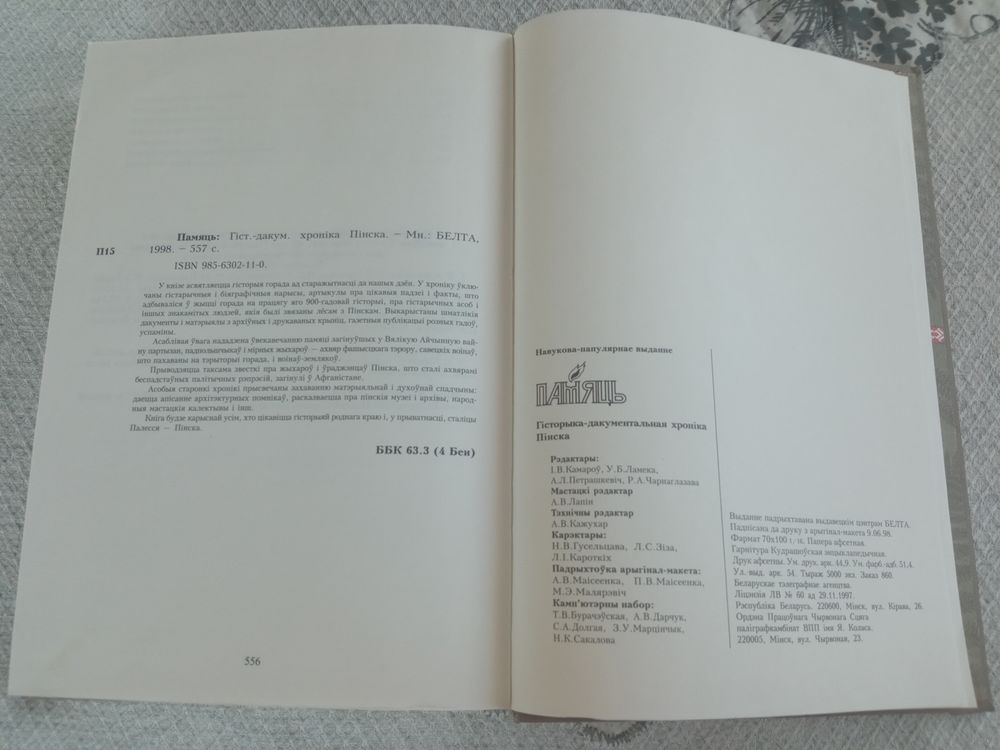 Памяць: Гіст.-дакум. хроніка Пінска. – Мн.: БЕЛТА,
П15 1998. – 557 с.
ISBN 985-6302-11-0.
У кнізе асвятляецца гісторыя горада ад старажытнасці да нашых дзён. У хроніку ўклю-
чаны гістарычныя і біяграфічныя нарысы, артыкулы пра цікавыя падзеі і факты, што
адбываліся ў жыцці горада на працягу яго 900-гадовай гісторыі, пра гістарычных асоб і
іншых знакамітых людзей, якія былі звязаны лёсам з Пінскам. Выкарыстаны шматлікія
дакументы і матэрыялы з архіўных і друкаваных крыніц, газетныя публікацыі розных гадоў,
успаміны.
Асаблівая ўвага нададзена ўвекавечанню памяці загінуўшых у Вялікую Айчынную вай-
ну партызан, падпольшчыкаў і мірных жыхароў — ахвяр фашысцкага тэрору, савецкіх воінаў,
што пахаваны на тэрыторыі горада, і воінаў-землякоў.
Прыводзяцца таксама звесткі пра жыхароў і ўраджэнцаў Пінска, што сталі ахвярамі
беспадстаўных палітычных рэпрэсій, загінулі ў Афганістане.
Асобыя старонкі хронікі прысвечаны захаванню матэрыяльнай і духоўнай спадчыны:
даецца апісанне архітэктурных помнікаў, расказваецца пра пінскія музеі і архівы, народ-
ныя мастацкія калектывы і інш.
Кніга будзе карыснай усім, хто цікавіцца гісторыяй роднага краю і, у прыватнасці, сталіцы
Палесся — Пінска.
ББК 63.3 (4 Беи)
556
Навукова-папулярнае выданне
ПАМЯЦЬ
Гісторыка-дакументальная хроніка
Пінска
Рэдактары:
І.В.Камароў, У.Б.Ламека,
А.Л.Петрашкевіч, Р.А.Чарнаглазава
Мастацкі рэдактар
А.В.Лапін
Тэхнічны рэдактар
А.В.Кажухар
Карэктары:
Н.В.Гусельцава, Л.С.Зіза,
Л.І.Кароткіх
Падрыхтоўка арыгінал-макета:
А.В.Маісеенка, П.В.Маісеенка,
М.Э.Малярэвіч
Камп'ютэрны набор:
Т.В.Бурачэўская, А.В.Дарчук,
С.А.Долгая, З.У.Марцінчык,
Н.К.Сакалова
Выданне падрыхтавана выдавецкім цэнтрам БЕЛТА.
Падпісана да друку з арыгінал-макета 9.06.98.
Фармат 70х100 1/16. Папера афсетная.
Гарнітура Кудрашоўская энцыклапедычная.
Друк афсетны. Ум. друк. арк. 44,9. Ум. фарб.-адб. 51,4.
Ул. выд. арк. 54. Тыраж 5000 экз. Заказ 860.
Беларускае тэлеграфнае агенцтва.
Ліцэнзія ЛВ № 60 ад 29.11.1997.
Рэспубліка Беларусь, 220600, Мінск, вул. Кірава, 26.
Ордэна Працоўнага Чырвонага Сцяга
паліграфкамбінат ВПП імя Я. Коласа.
220005, Мінск, вул. Чырвоная, 23.